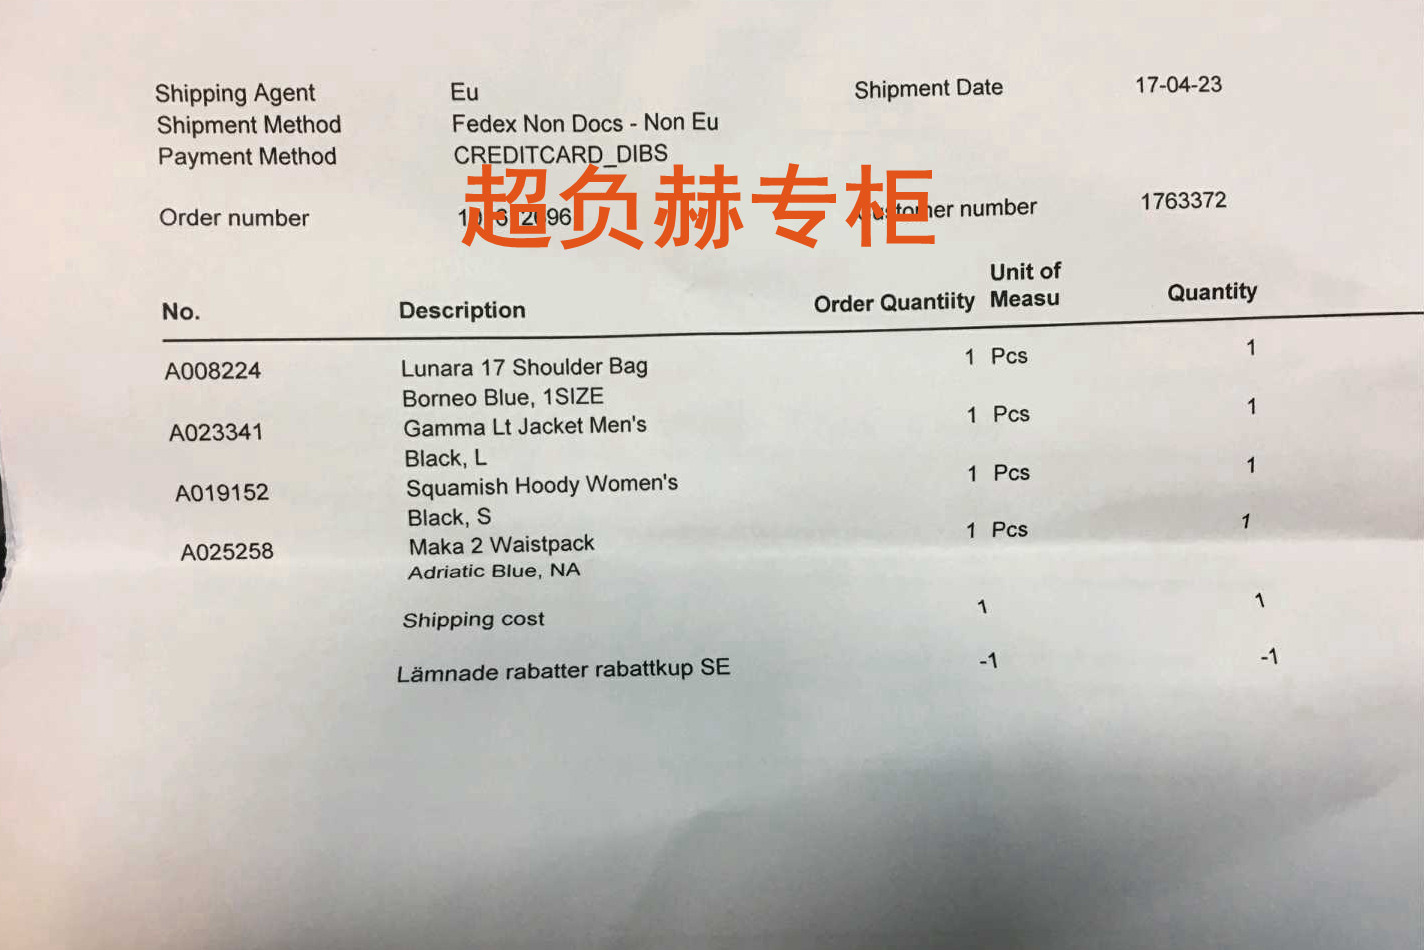 Shipping Agent Eu Shipment Date 17-04-23
Shipment Method Fedex Non Docs - Non Eu
Payment Method CREDITCARD_DIBS
超负赫专柜
Order number Customer number 1763372
No. Description Order Quantiity Unit of Measu Quantity
A008224 Lunara 17 Shoulder Bag 1 Pcs 1
Borneo Blue, 1SIZE
A023341 Gamma Lt Jacket Men's 1 Pcs 1
Black, L
A019152 Squamish Hoody Women's 1 Pcs 1
Black, S
A025258 Maka 2 Waistpack 1 Pcs 1
Adriatic Blue, NA
Shipping cost 1 1
Lämnade rabatter rabattkup SE -1 -1